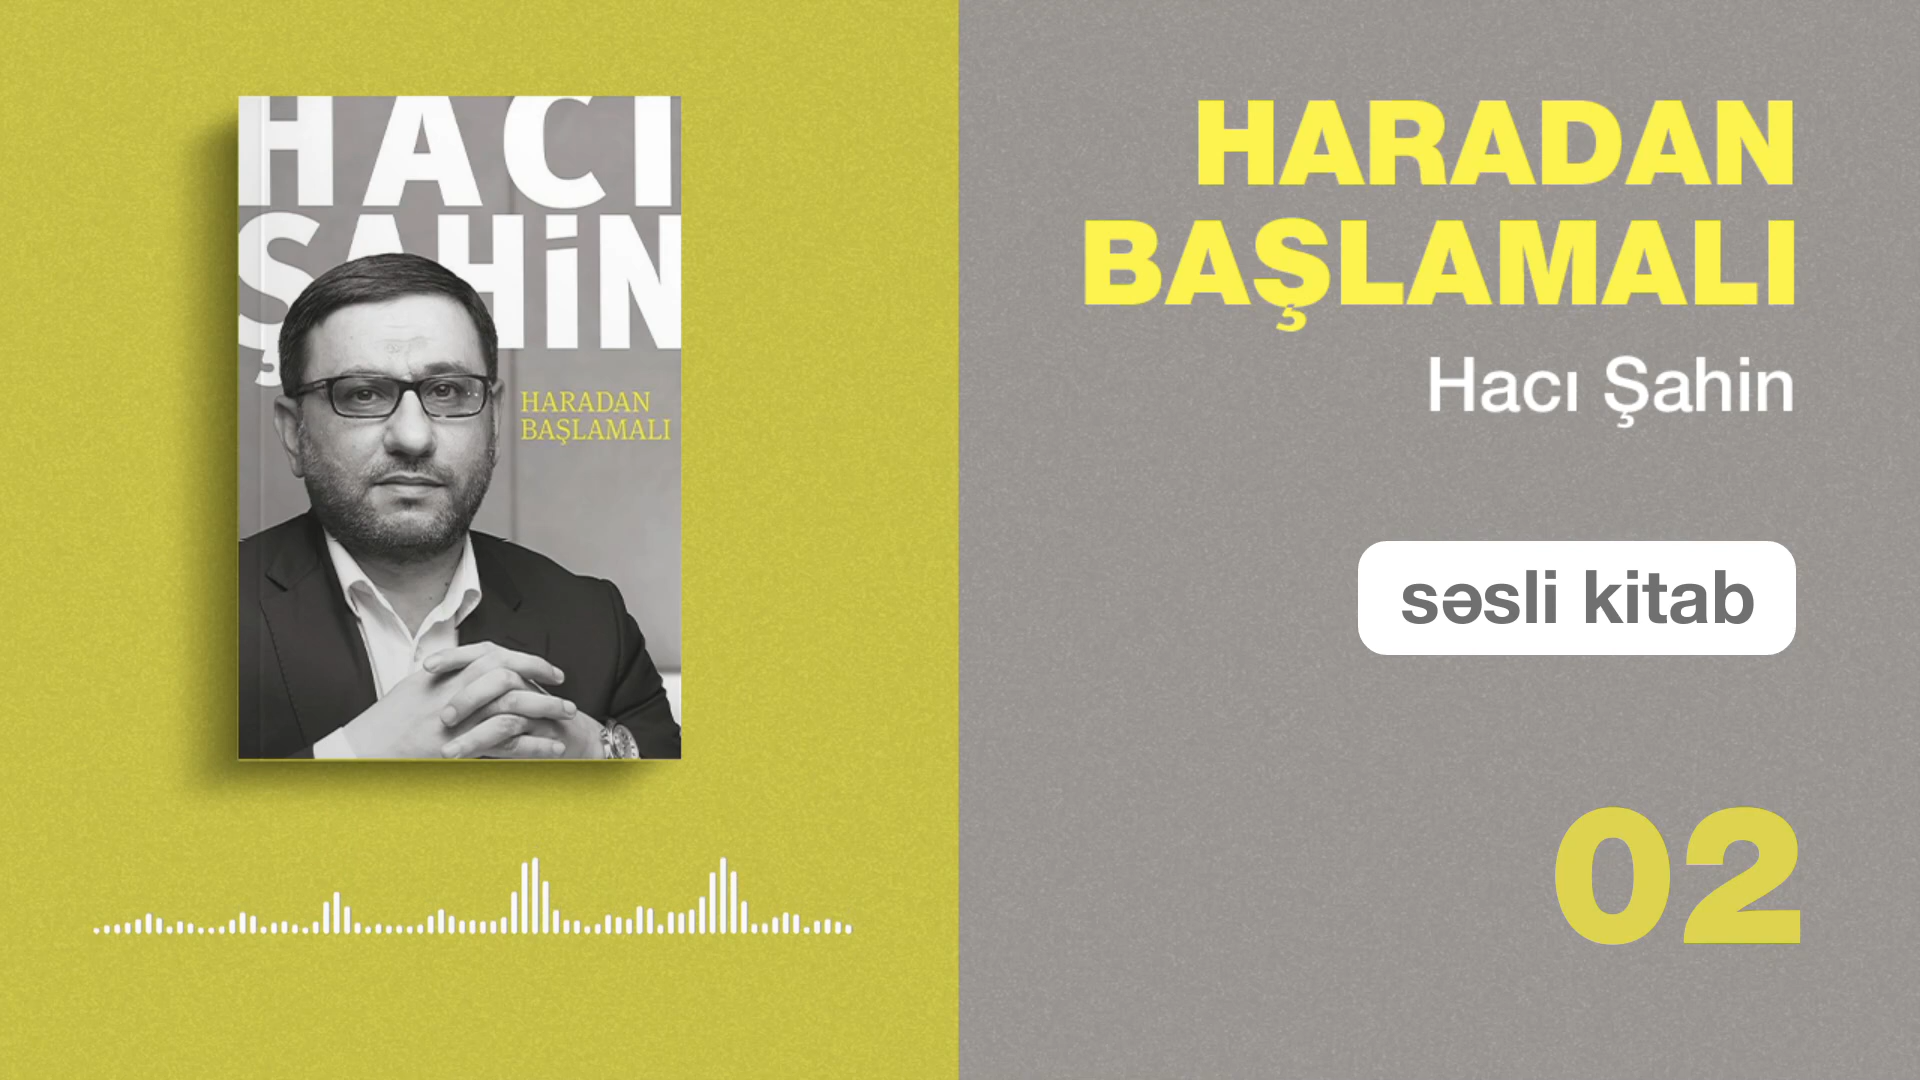 HACI
ŞAHİN
HARADAN
BAŞLAMALI
HARADAN
BAŞLAMALI
Hacı Şahin
səsli kitab
02